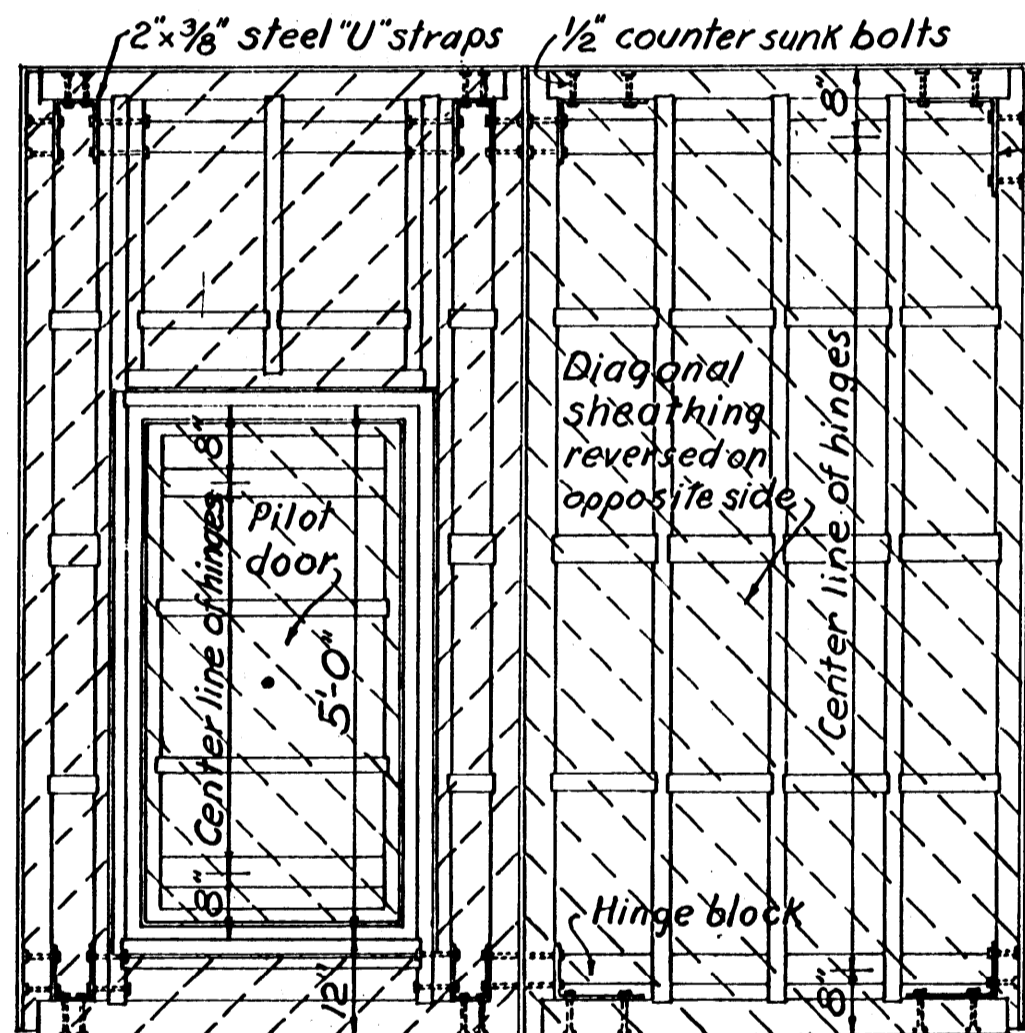 2"x3/8" steel "U" straps
1/2" counter sunk bolts
8"
Diagonal
sheathing
reversed on
opposite side
Center line of hinges
8"
Pilot
door
Center line of hinges
5'-0"
8"
Hinge block
12"
8"